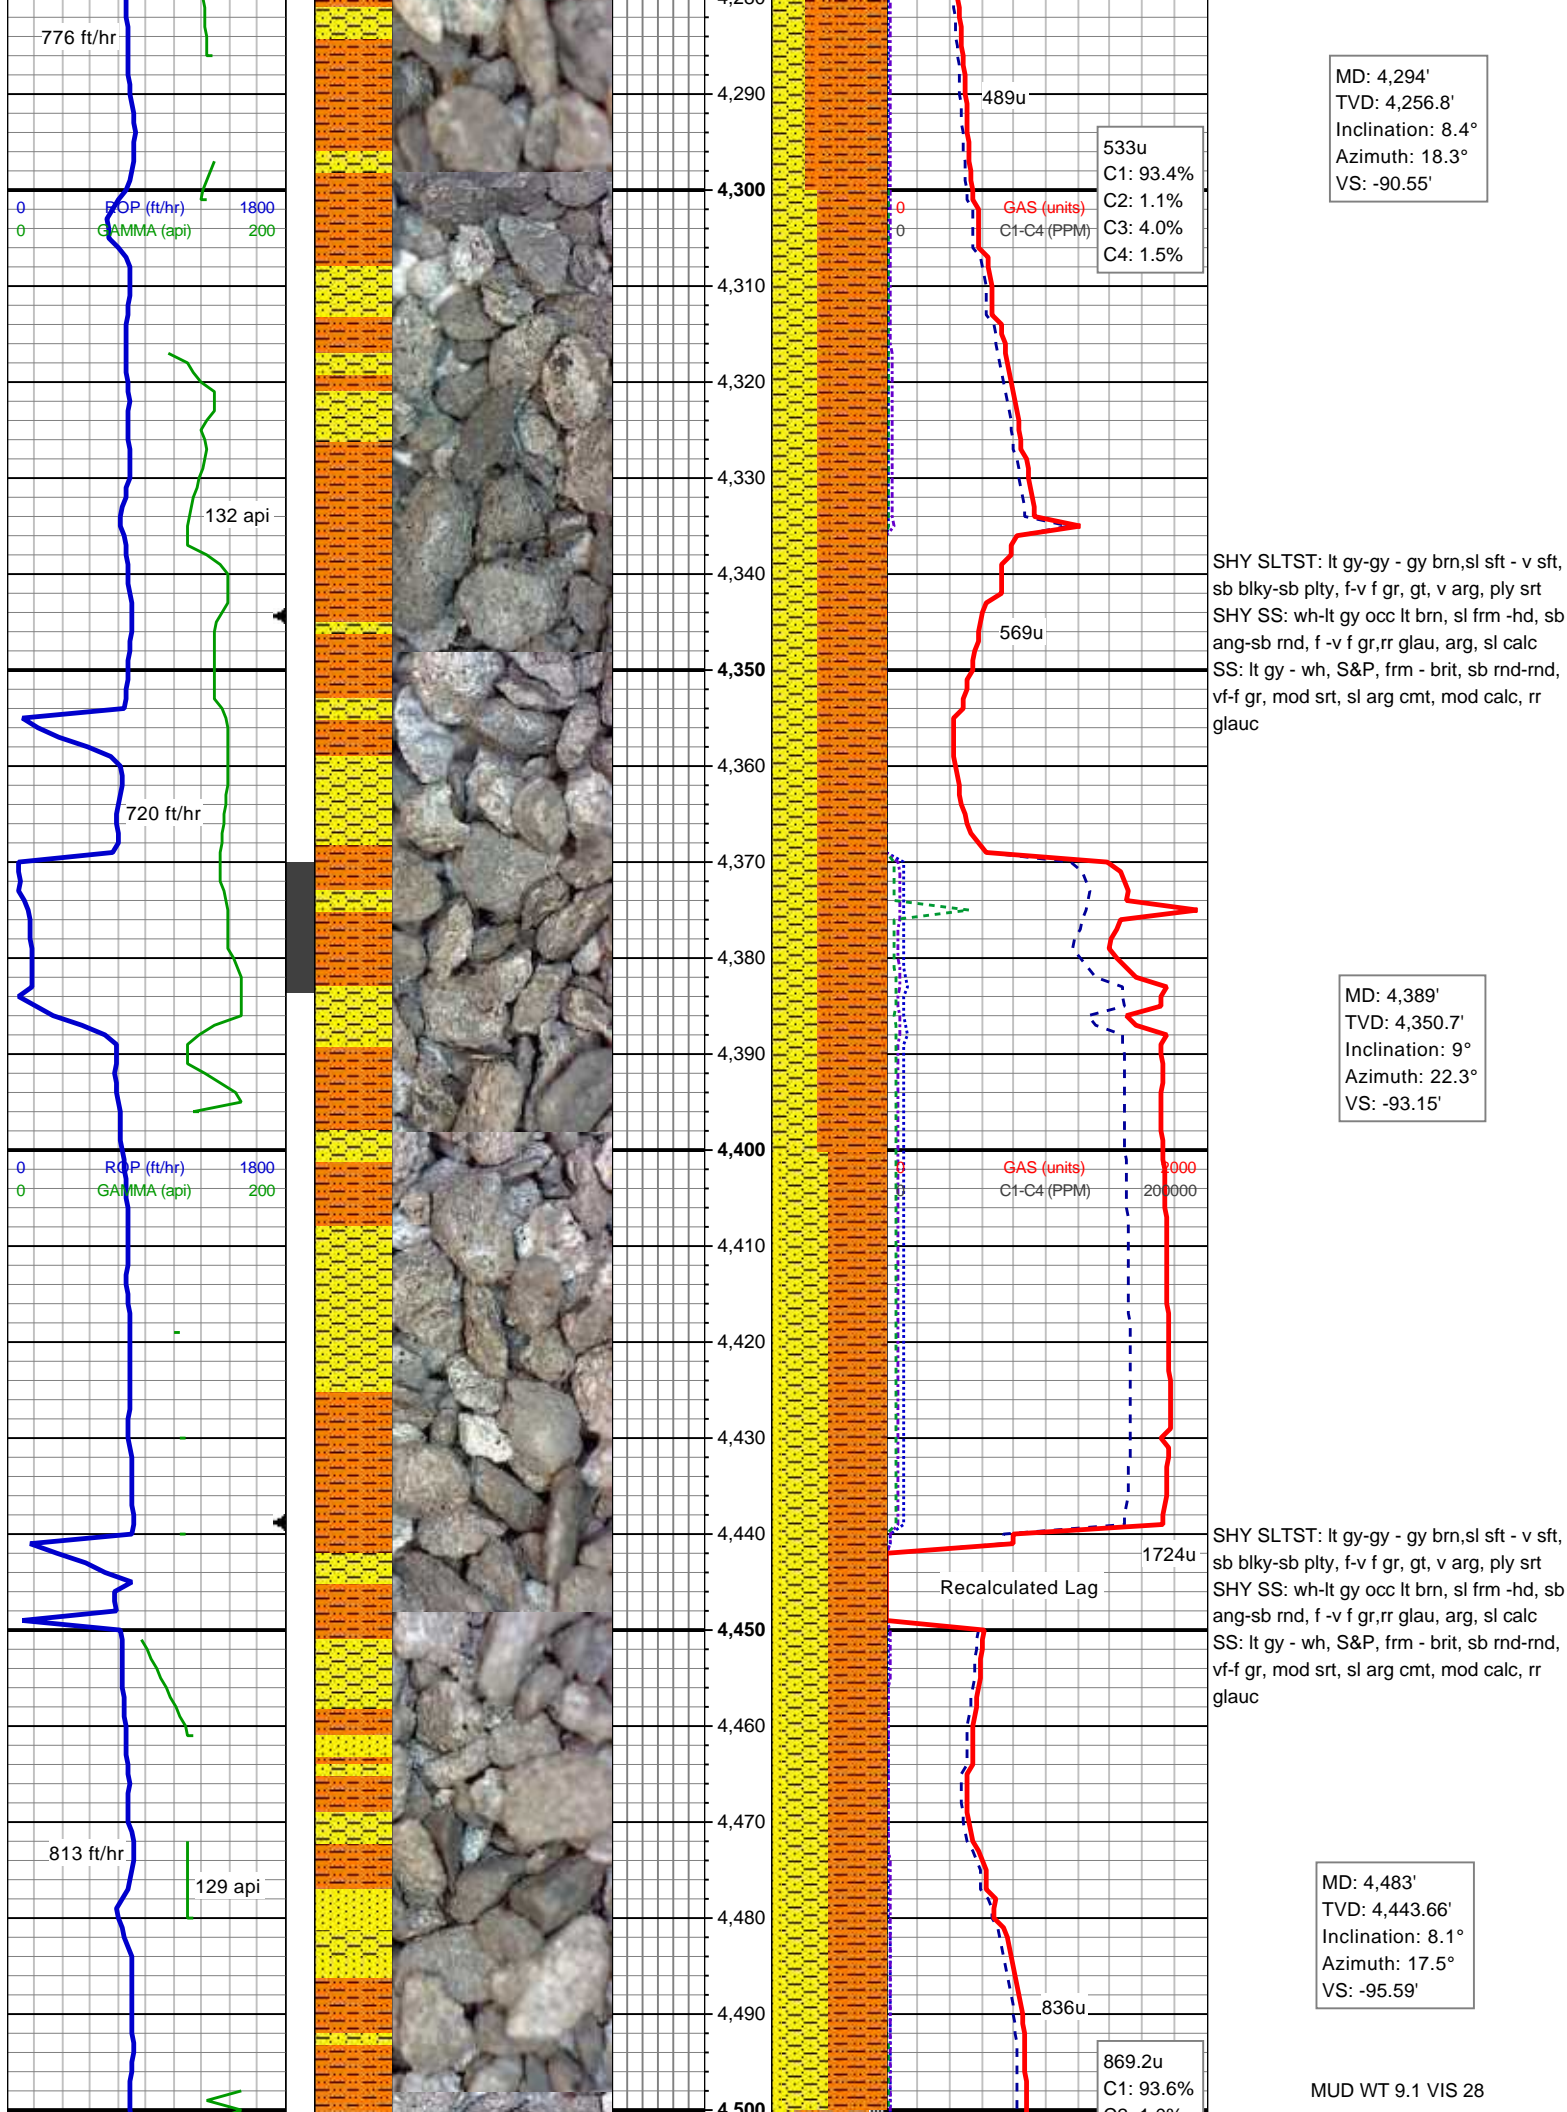 4,280
776 ft/hr
MD: 4,294'
TVD: 4,256.8'
Inclination: 8.4°
Azimuth: 18.3°
VS: -90.55'
4,290
489u
533u
C1: 93.4%
C2: 1.1%
C3: 4.0%
C4: 1.5%
4,300
0 ROP (ft/hr) 1800
0 GAMMA (api) 200
0 GAS (units)
0 C1-C4 (PPM)
4,310
4,320
4,330
132 api
4,340
SHY SLTST: lt gy-gy - gy brn,sl sft - v sft,
sb blky-sb plty, f-v f gr, gt, v arg, ply srt
SHY SS: wh-lt gy occ lt brn, sl frm -hd, sb
ang-sb rnd, f -v f gr,rr glau, arg, sl calc
SS: lt gy - wh, S&P, frm - brit, sb rnd-rnd,
vf-f gr, mod srt, sl arg cmt, mod calc, rr
glauc
569u
4,350
4,360
720 ft/hr
4,370
4,380
MD: 4,389'
TVD: 4,350.7'
Inclination: 9°
Azimuth: 22.3°
VS: -93.15'
4,390
4,400
0 ROP (ft/hr) 1800
0 GAMMA (api) 200
0 GAS (units) 2000
0 C1-C4 (PPM) 200000
4,410
4,420
4,430
4,440
1724u
Recalculated Lag
SHY SLTST: lt gy-gy - gy brn,sl sft - v sft,
sb blky-sb plty, f-v f gr, gt, v arg, ply srt
SHY SS: wh-lt gy occ lt brn, sl frm -hd, sb
ang-sb rnd, f -v f gr,rr glau, arg, sl calc
SS: lt gy - wh, S&P, frm - brit, sb rnd-rnd,
vf-f gr, mod srt, sl arg cmt, mod calc, rr
glauc
4,450
4,460
4,470
813 ft/hr
129 api
4,480
MD: 4,483'
TVD: 4,443.66'
Inclination: 8.1°
Azimuth: 17.5°
VS: -95.59'
4,490
836u
869.2u
C1: 93.6%
MUD WT 9.1 VIS 28
4,500